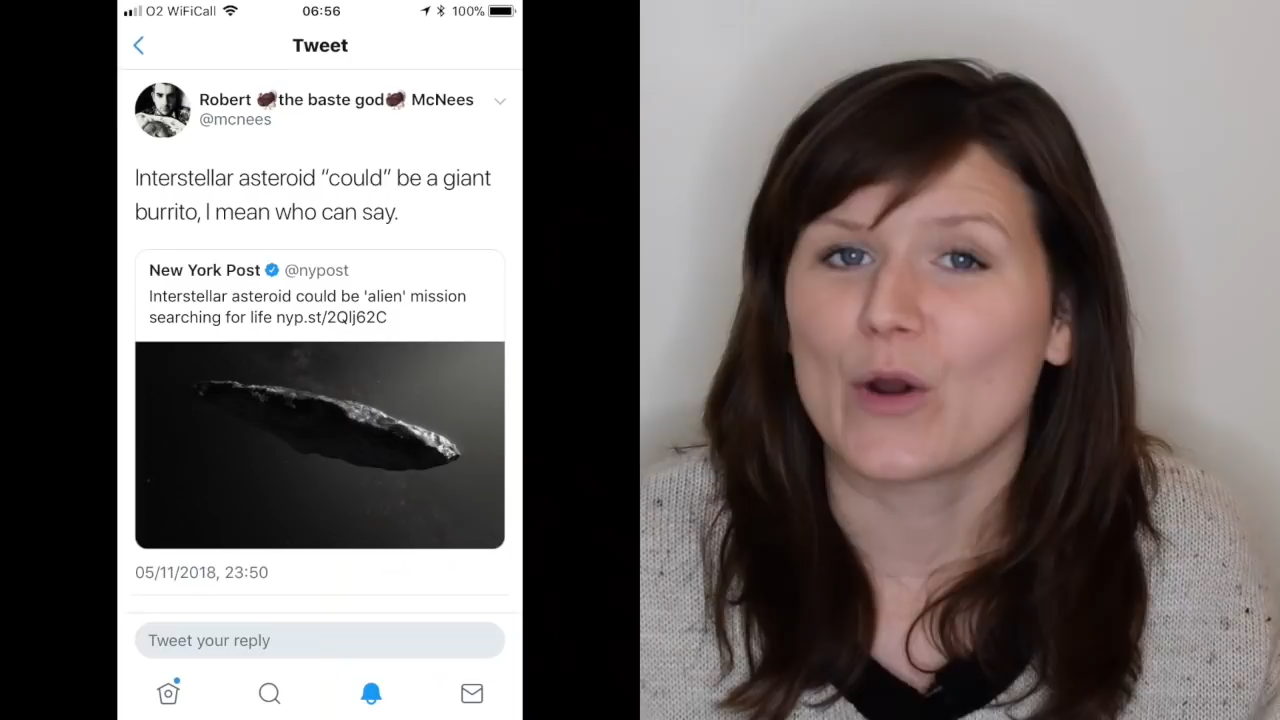 O2 WiFiCall 06:56 100%
Tweet
Robert 🦃the baste god🦃 McNees
@mcnees
Interstellar asteroid “could” be a giant
burrito, I mean who can say.
New York Post @nypost
Interstellar asteroid could be 'alien' mission
searching for life nyp.st/2Qlj62C
05/11/2018, 23:50
Tweet your reply